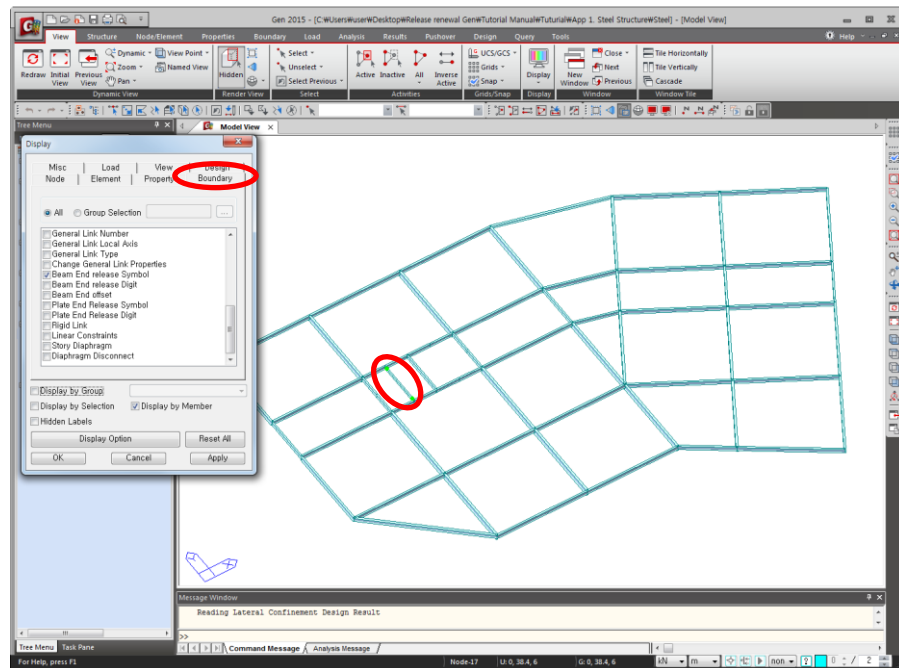 Gen 2015 - [C:\Users\user\Desktop\Release renewal Gen\Tutorial Manual\Tuturial\App 1. Steel Structure\Steel] - [Model View]
View Structure Node/Element Properties Boundary Load Analysis Results Pushover Design Query Tools Help
Redraw Initial View Previous View Dynamic Zoom Pan View Point Named View
Hidden
Select Unselect Select Previous
Active Inactive All Inverse Active
UCS/GCS Grids Snap
Display
New Window Close Next Previous
Tile Horizontally Tile Vertically Cascade
Dynamic View Render View Select Activities Grids/Snap Display Window Window Tile
Tree Menu
Model View
Display
Misc Load View Design
Node Element Property Boundary
All Group Selection ...
General Link Number
General Link Local Axis
General Link Type
Change General Link Properties
Beam End release Symbol
Beam End release Digit
Beam End offset
Plate End Release Symbol
Plate End Release Digit
Rigid Link
Linear Constraints
Story Diaphragm
Diaphragm Disconnect
Display by Group
Display by Selection Display by Member
Hidden Labels
Display Option Reset All
OK Cancel Apply
Message Window
Reading Lateral Confinement Design Result
>>
Tree Menu Task Pane
Command Message Analysis Message
For Help, press F1
Node-17 U: 0, 38.4, 6 G: 0, 38.4, 6 kN m non ? 0 / 2